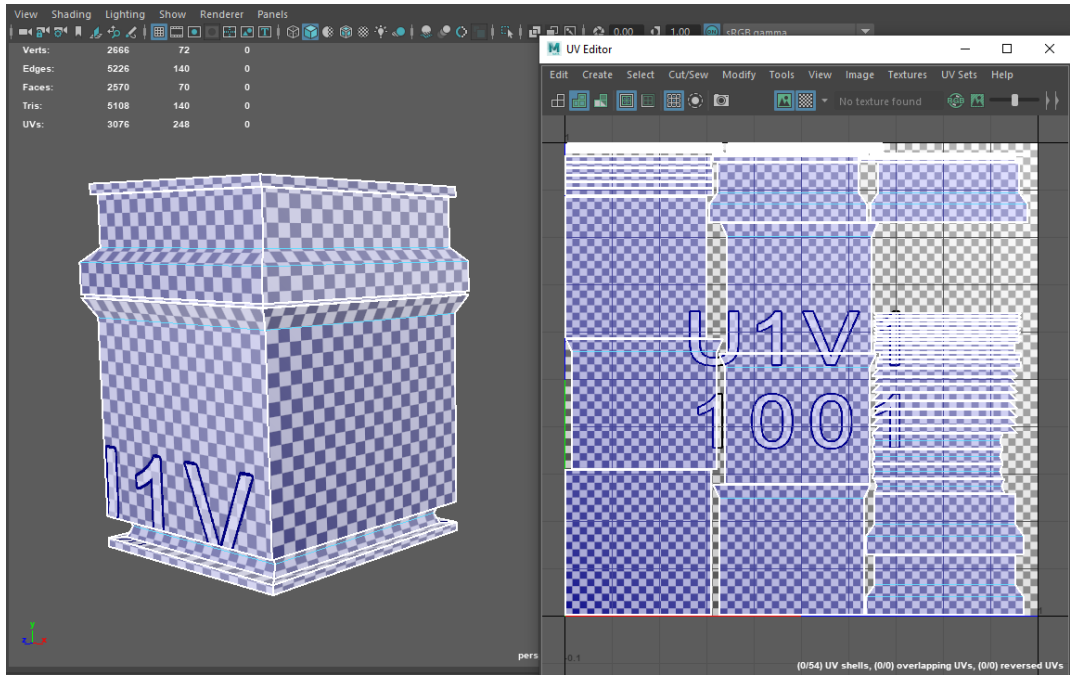 View Shading Lighting Show Renderer Panels
0.00 1.00 sRGB gamma
Verts: 2666 72 0
Edges: 5226 140 0
Faces: 2570 70 0
Tris: 5108 140 0
UVs: 3076 248 0
UV Editor
Edit Create Select Cut/Sew Modify Tools View Image Textures UV Sets Help
No texture found
1
U1V1
1001
1V
y
z
pers
-0.1
1
(0/54) UV shells, (0/0) overlapping UVs, (0/0) reversed UVs